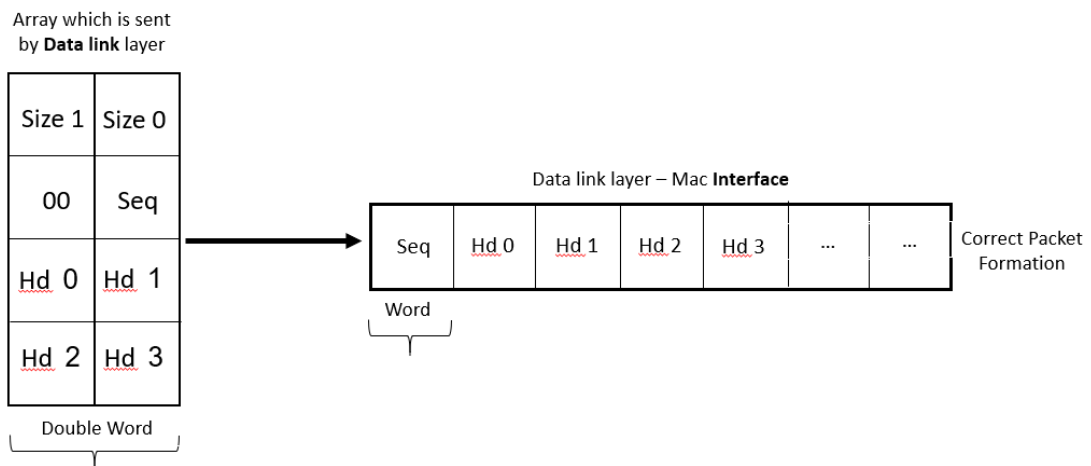 Array which is sent
by Data link layer
Size 1 Size 0
00 Seq
Hd 0 Hd 1
Hd 2 Hd 3
Double Word
Data link layer – Mac Interface
Seq Hd 0 Hd 1 Hd 2 Hd 3 ... ...
Word
Correct Packet
Formation